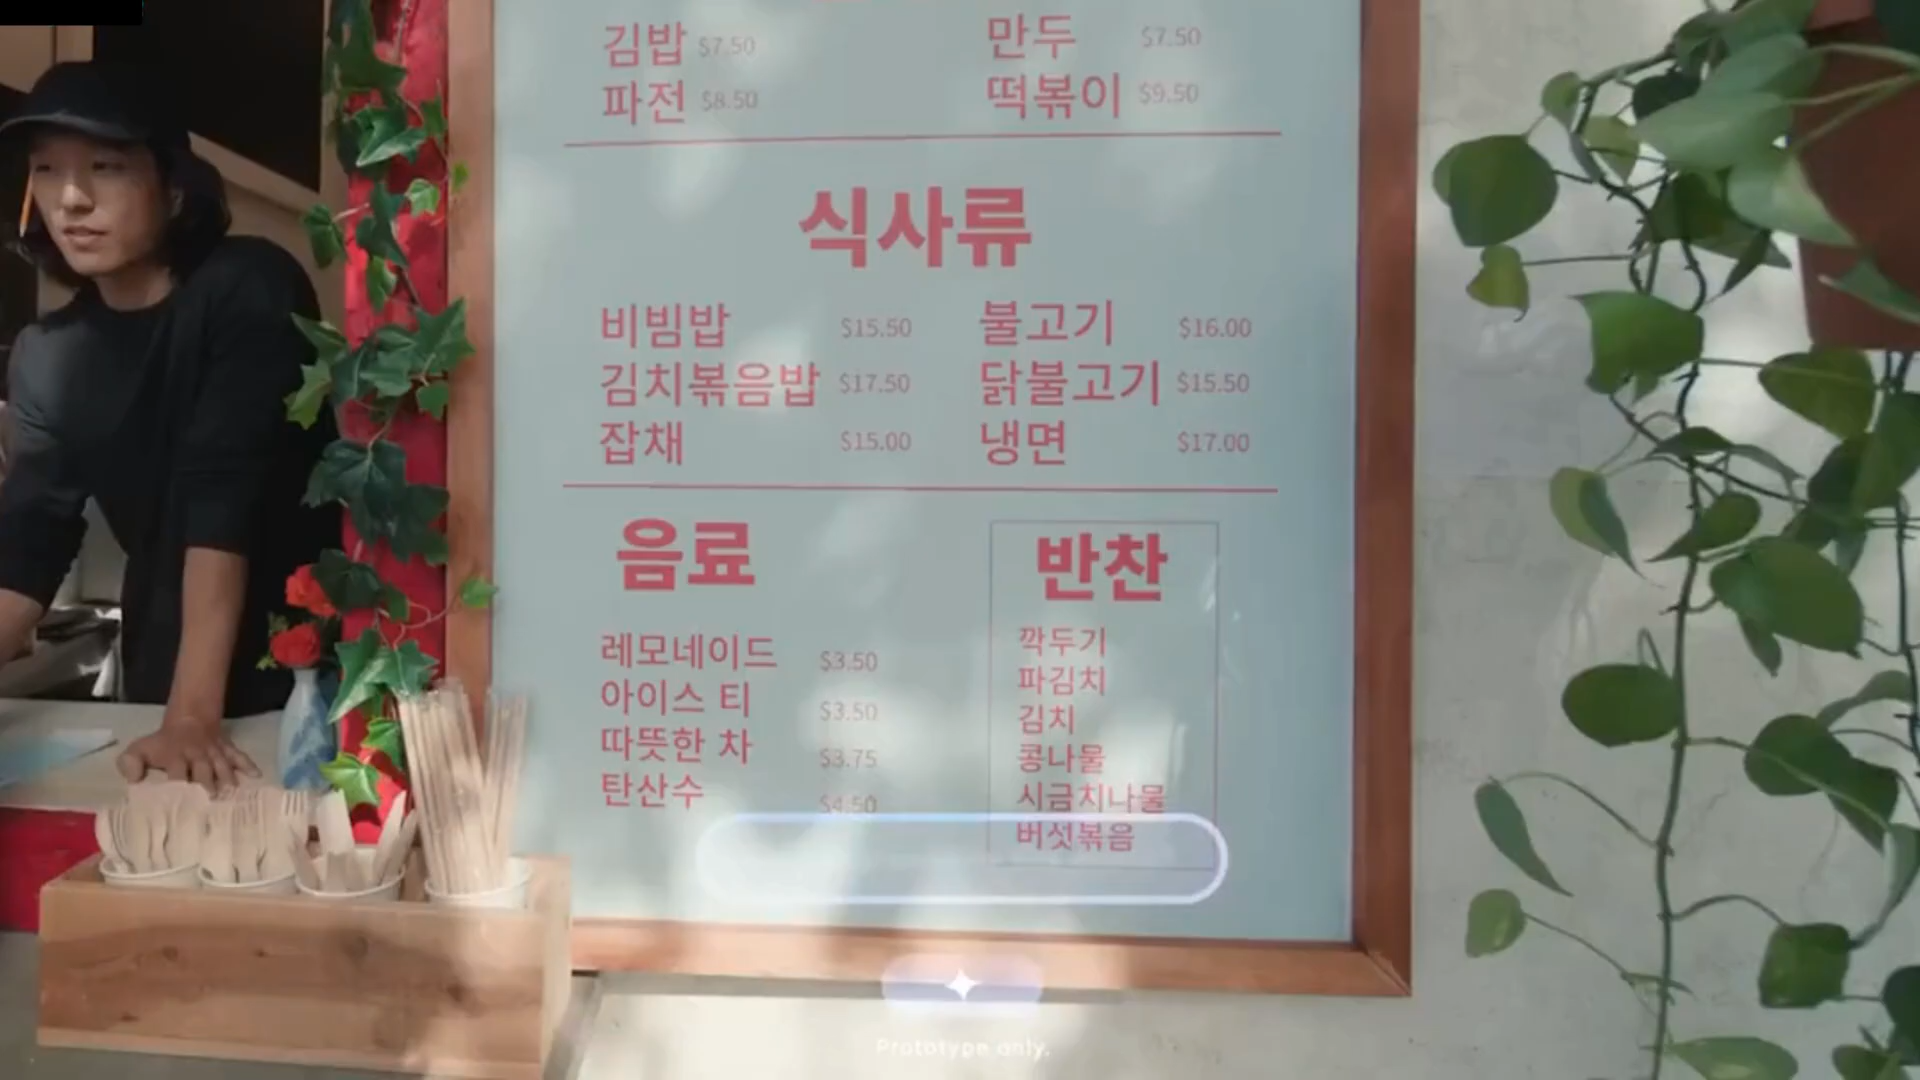 김밥 $7.50 만두 $7.50
파전 $8.50 떡볶이 $9.50
식사류
비빔밥 $15.50 불고기 $16.00
김치볶음밥 $17.50 닭불고기 $15.50
잡채 $15.00 냉면 $17.00
음료
레모네이드 $3.50
아이스 티 $3.50
따뜻한 차 $3.75
탄산수 $4.50
반찬
깍두기
파김치
김치
콩나물
시금치나물
버섯볶음
Prototype only.